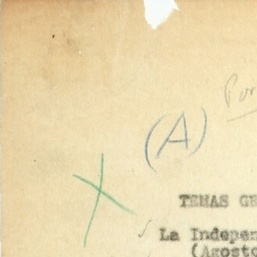 Por
(A)
TEMAS GE
La Indepen
(Agosto